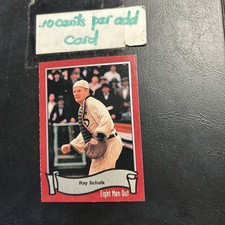 .10 cents per add
Card
Ray Schalk
Eight Men Out